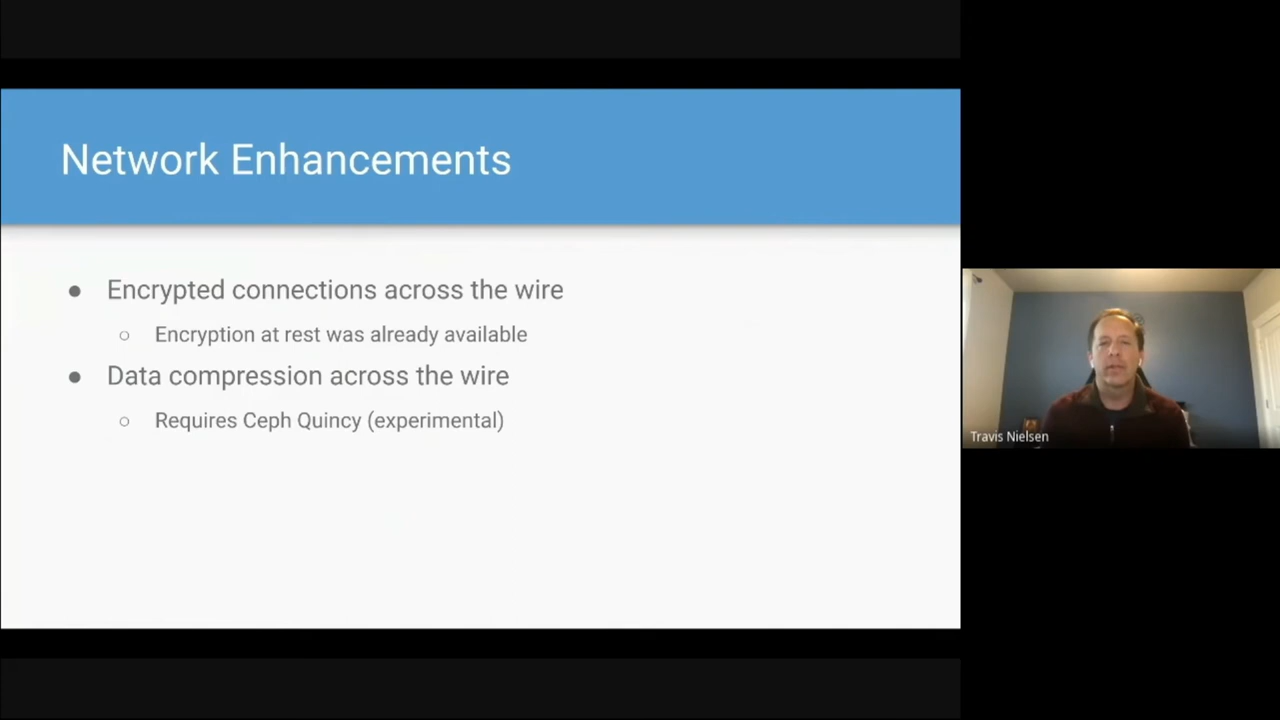 Network Enhancements
● Encrypted connections across the wire
○ Encryption at rest was already available
● Data compression across the wire
○ Requires Ceph Quincy (experimental)
Travis Nielsen